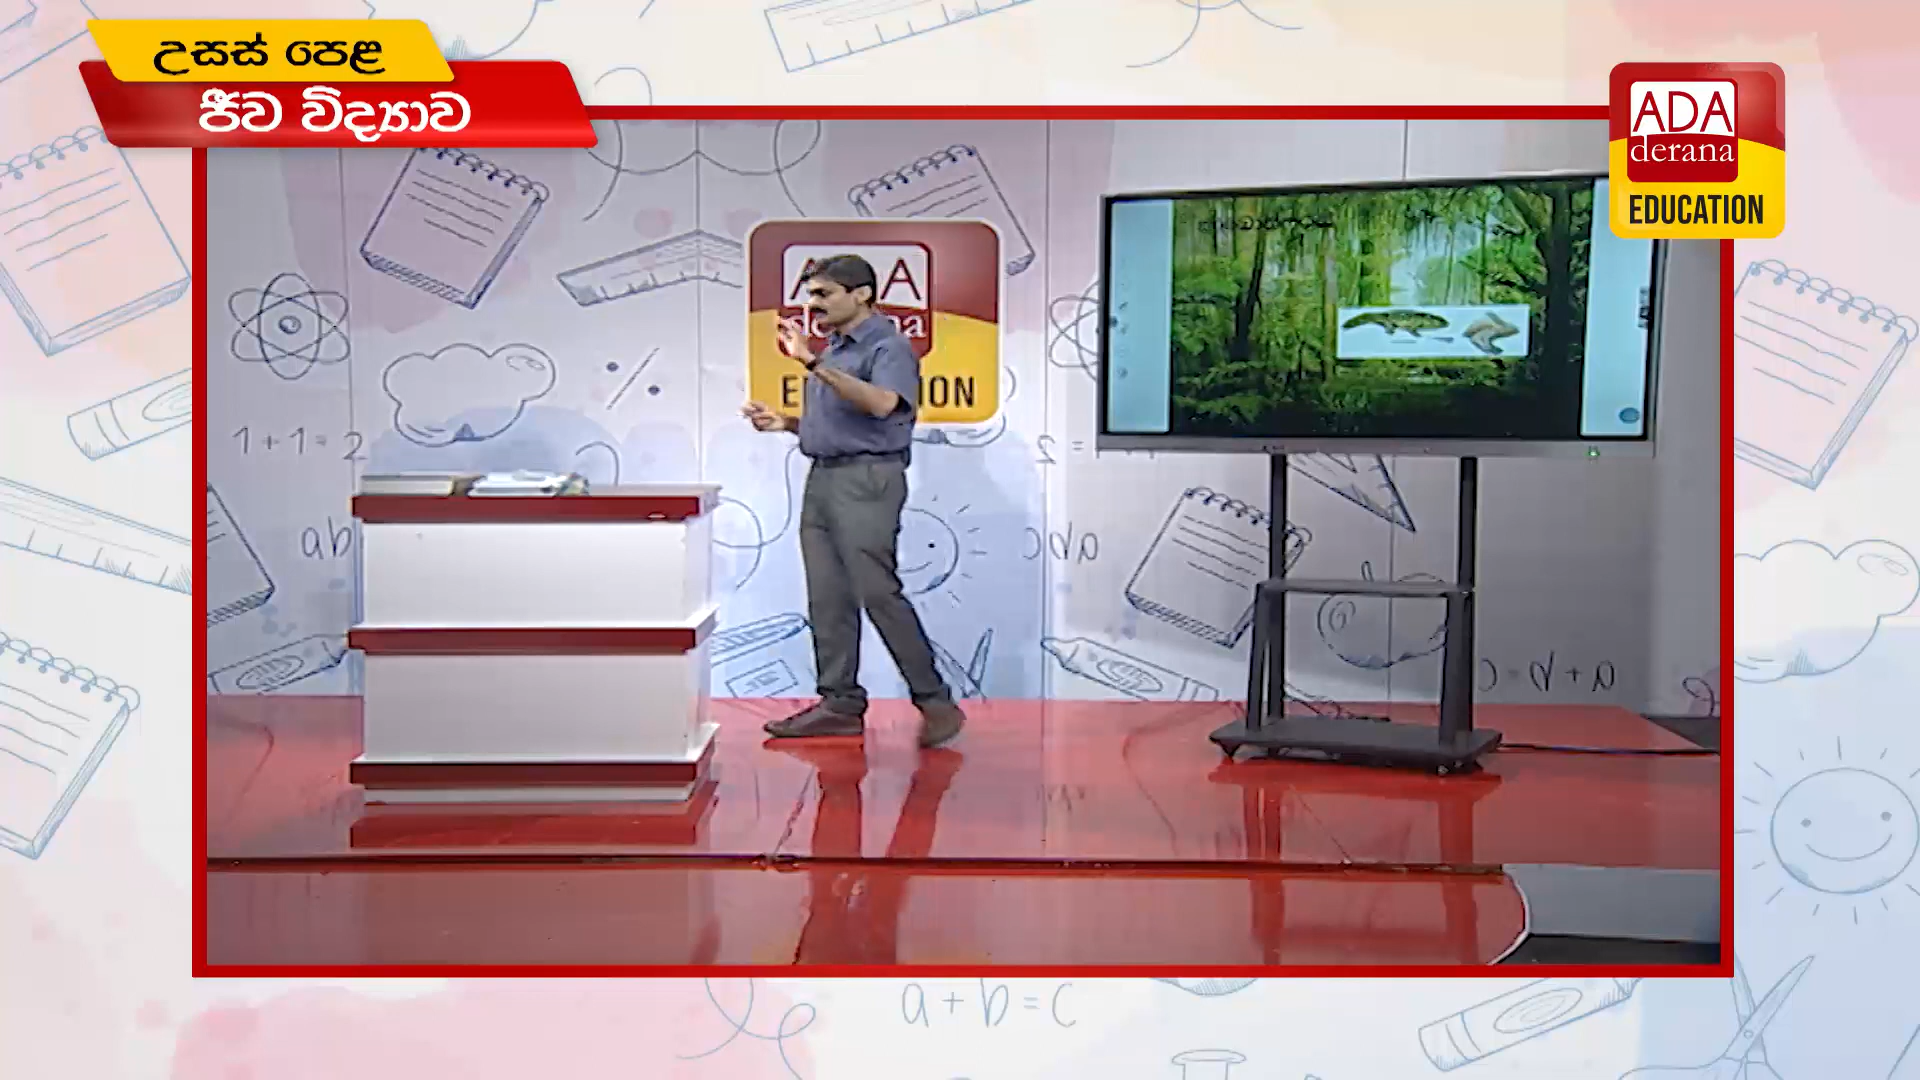 උසස් පෙළ
ජීව විද්‍යාව
ADA
derana
EDUCATION
1+1=2
ab
a+b=c